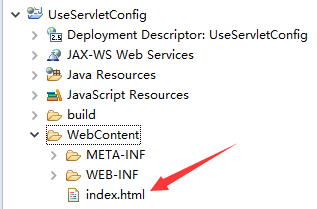 UseServletConfig
Deployment Descriptor: UseServletConfig
JAX-WS Web Services
Java Resources
JavaScript Resources
build
WebContent
META-INF
WEB-INF
index.html